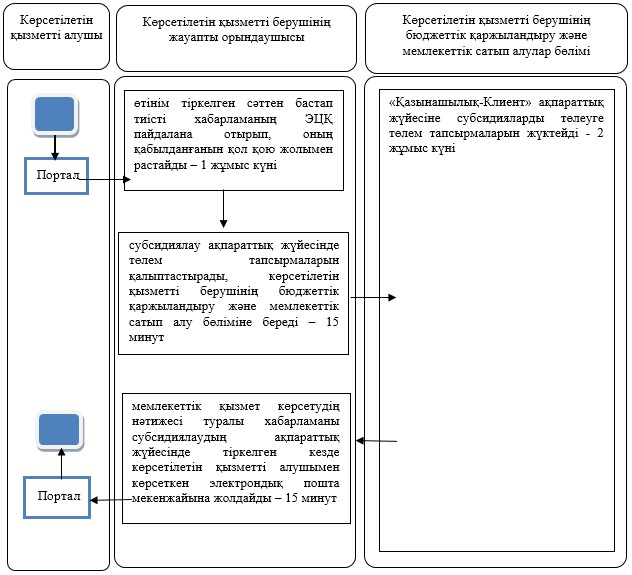 Көрсетілетін
қызметті алушы
Көрсетілетін қызметті берушінің
жауапты орындаушысы
Көрсетілетін қызметті берушінің
бюджеттік қаржыландыру және
мемлекеттік сатып алулар бөлімі
Портал
өтінім тіркелген сәттен бастап
тиісті хабарламаның ЭЦҚ
пайдалана отырып, оның
қабылданғанын қол қою жолымен
растайды – 1 жұмыс күні
«Қазынашылық-Клиент» ақпараттық
жүйесіне субсидияларды төлеуге
төлем тапсырмаларын жүктейді - 2
жұмыс күні
субсидиялау ақпараттық жүйесінде
төлем тапсырмаларын
қалыптастырады, көрсетілетін
қызметті берушінің бюджеттік
қаржыландыру және мемлекеттік
сатып алу бөліміне береді – 15
минут
мемлекеттік қызмет көрсетудің
нәтижесі туралы хабарламаны
субсидиялаудың ақпараттық
жүйесінде тіркелген кезде
көрсетілетін қызметті алушымен
көрсеткен электрондық пошта
мекенжайына жолдайды – 15 минут
Портал